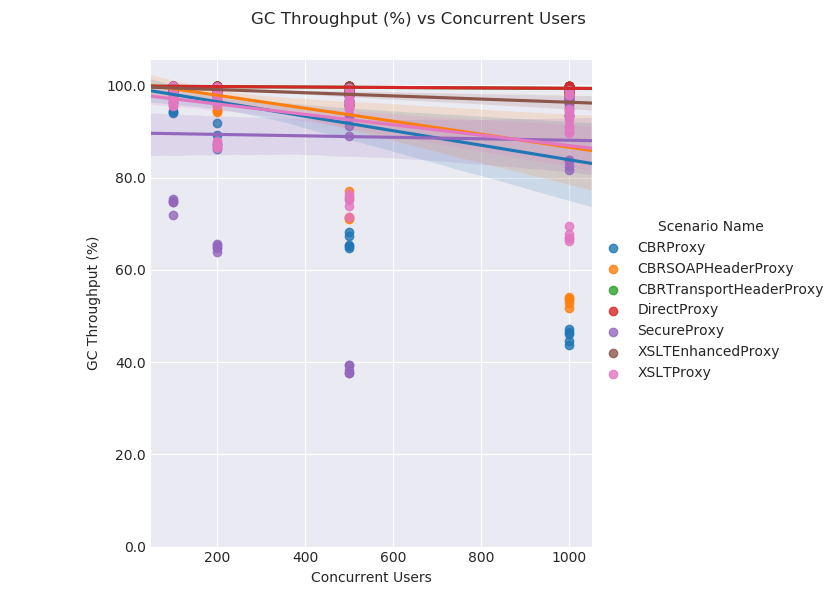 GC Throughput (%) vs Concurrent Users
100.0
80.0
60.0
40.0
20.0
0.0
GC Throughput (%)
200
400
600
800
1000
Concurrent Users
Scenario Name
CBRProxy
CBRSOAPHeaderProxy
CBRTransportHeaderProxy
DirectProxy
SecureProxy
XSLTEnhancedProxy
XSLTProxy